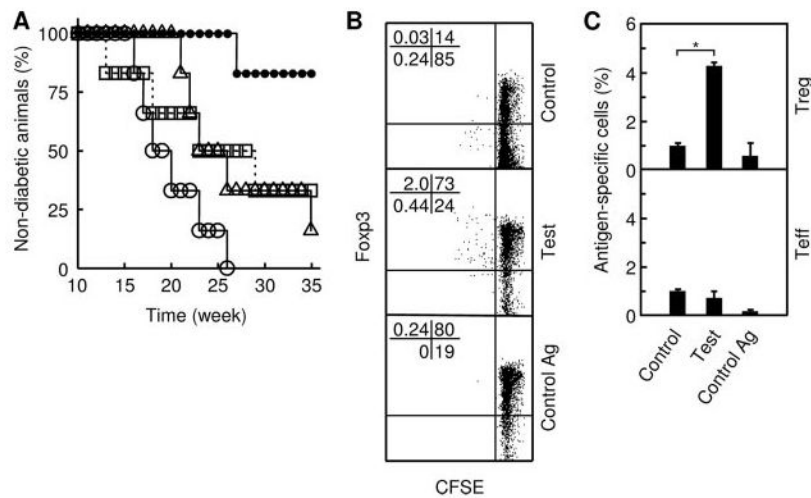 A
Non-diabetic animals (%)
100
75
50
25
0
10 15 20 25 30 35
Time (week)
B
Foxp3
0.03 14
0.24 85
Control
2.0 73
0.44 24
Test
0.24 80
0 19
Control Ag
CFSE
C
Antigen-specific cells (%)
6
4
2
0
*
Treg
6
4
2
0
Teff
Control
Test
Control Ag